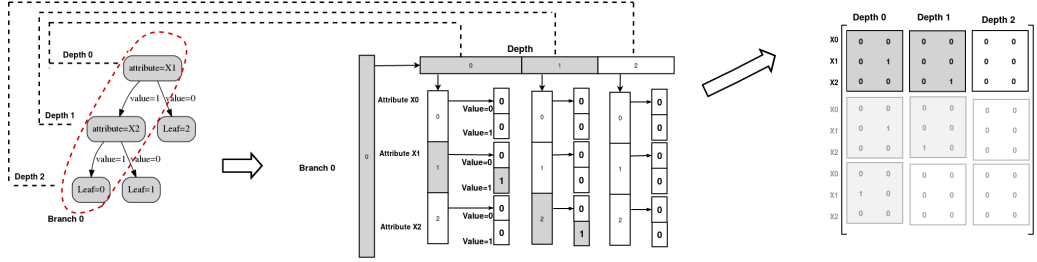 Depth 0
attribute=X1
value=1 value=0
Depth 1
attribute=X2
Leaf=2
value=1 value=0
Depth 2
Leaf=0
Leaf=1
Branch 0
Depth
0 1 2
Branch 0
0
Attribute X0
0
Value=0
0 0 0
Value=1
0 0 0
0 0
Attribute X1
1
Value=0
0 0 0
Value=1
1 0 0
1 1
Attribute X2
2
Value=0
0 0 0
Value=1
0 1 0
2 2
Depth 0 Depth 1 Depth 2
X0 0 0 0 0 0 0
X1 0 1 0 0 0 0
X2 0 0 0 1 0 0
X0 0 0 0 0 0 0
X1 0 1 0 0 0 0
X2 0 0 1 0 0 0
X0 0 0 0 0 0 0
X1 1 0 0 0 0 0
X2 0 0 0 0 0 0